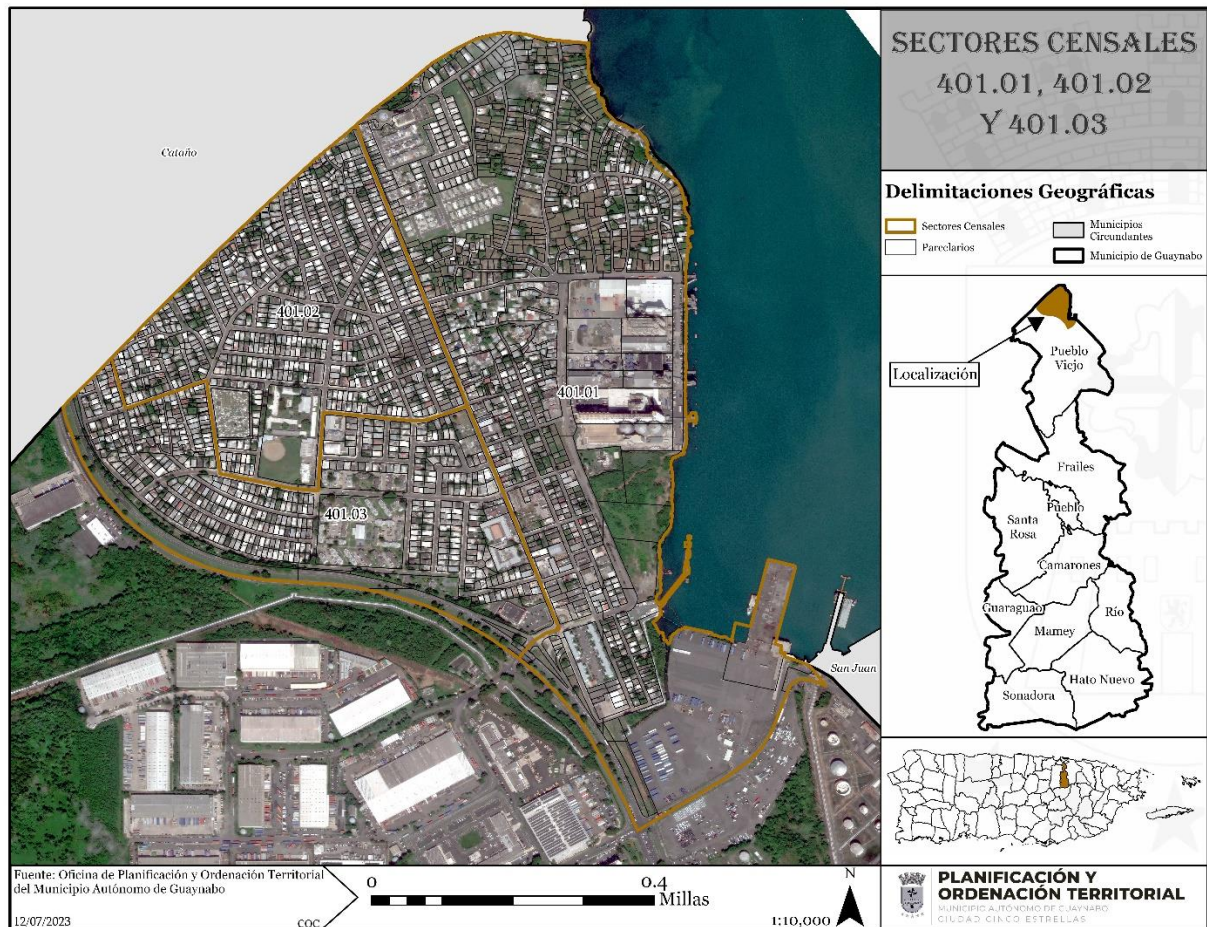 SECTORES CENSALES
401.01, 401.02
Y 401.03
Delimitaciones Geográficas
Sectores Censales
Parcelarios
Municipios
Circundantes
Municipio de Guaynabo
Cataño
401.02
401.01
401.03
San Juan
Localización
Pueblo
Viejo
Frailes
Pueblo
Santa
Rosa
Camarones
Guaraguao
Río
Mamey
Hato Nuevo
Sonadora
Fuente: Oficina de Planificación y Ordenación Territorial
del Municipio Autónomo de Guaynabo
12/07/2023
COC
0 0.4
Millas
N
1:10,000
PLANIFICACIÓN Y
ORDENACIÓN TERRITORIAL
MUNICIPIO AUTÓNOMO DE GUAYNABO
CIUDAD CINCO ESTRELLAS